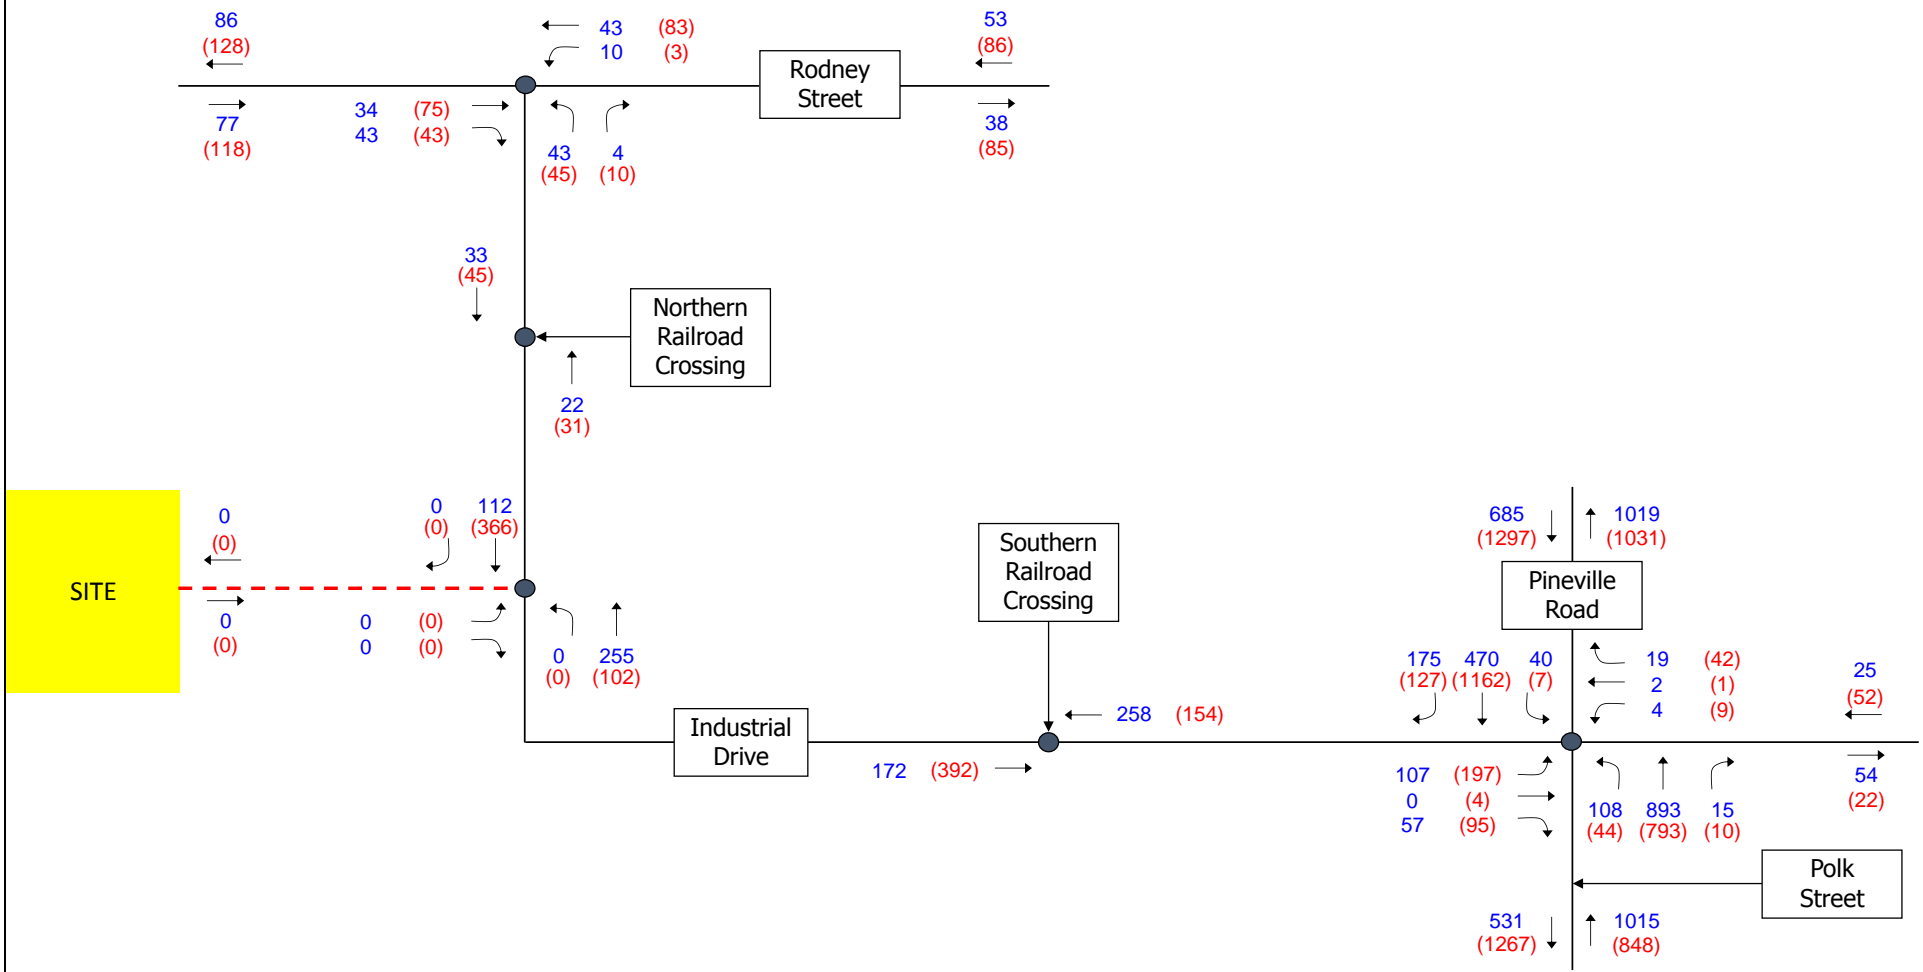 86
(128)
43 (83)
10 (3)
53
(86)
Rodney
Street
34 (75)
43 (43)
77
(118)
43 4
(45) (10)
38
(85)
33
(45)
Northern
Railroad
Crossing
22
(31)
SITE
0
(0)
0 112
(0) (366)
0
(0)
0 (0)
0 (0)
0 255
(0) (102)
Southern
Railroad
Crossing
258 (154)
Industrial
Drive
172 (392)
685
(1297)
1019
(1031)
Pineville
Road
175 470 40
(127) (1162) (7)
19 (42)
2 (1)
4 (9)
25
(52)
107 (197)
0 (4)
57 (95)
108 893 15
(44) (793) (10)
54
(22)
Polk
Street
531
(1267)
1015
(848)